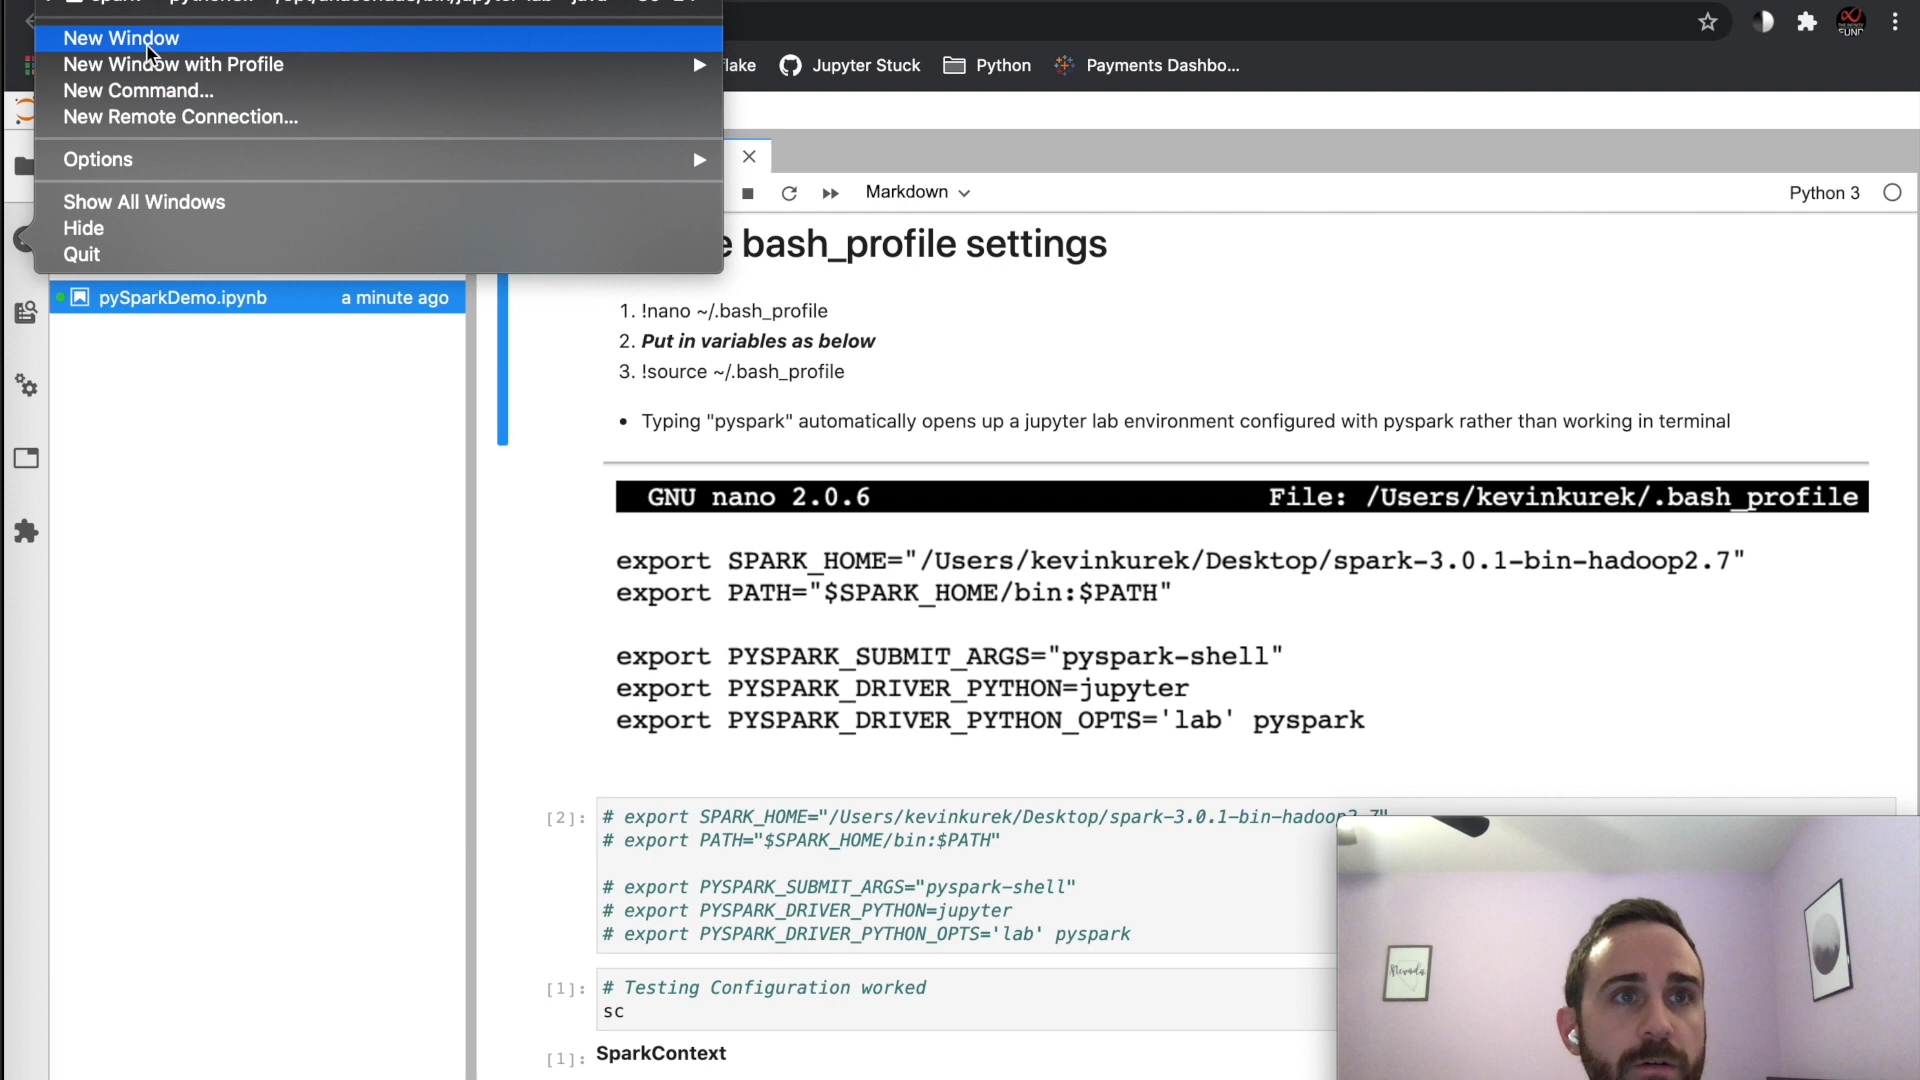 New Window
New Window with Profile
New Command...
New Remote Connection...
Options
Show All Windows
Hide
Quit
Jupyter Stuck
Python
Payments Dashbo...
Markdown
Python 3
bash_profile settings
pySparkDemo.ipynb a minute ago
1. !nano ~/.bash_profile
2. Put in variables as below
3. !source ~/.bash_profile
• Typing "pyspark" automatically opens up a jupyter lab environment configured with pyspark rather than working in terminal
GNU nano 2.0.6 File: /Users/kevinkurek/.bash_profile
export SPARK_HOME="/Users/kevinkurek/Desktop/spark-3.0.1-bin-hadoop2.7"
export PATH="$SPARK_HOME/bin:$PATH"
export PYSPARK_SUBMIT_ARGS="pyspark-shell"
export PYSPARK_DRIVER_PYTHON=jupyter
export PYSPARK_DRIVER_PYTHON_OPTS='lab' pyspark
[2]: # export SPARK_HOME="/Users/kevinkurek/Desktop/spark-3.0.1-bin-hadoop2.7"
# export PATH="$SPARK_HOME/bin:$PATH"
# export PYSPARK_SUBMIT_ARGS="pyspark-shell"
# export PYSPARK_DRIVER_PYTHON=jupyter
# export PYSPARK_DRIVER_PYTHON_OPTS='lab' pyspark
[1]: # Testing Configuration worked
sc
[1]: SparkContext
Nevada